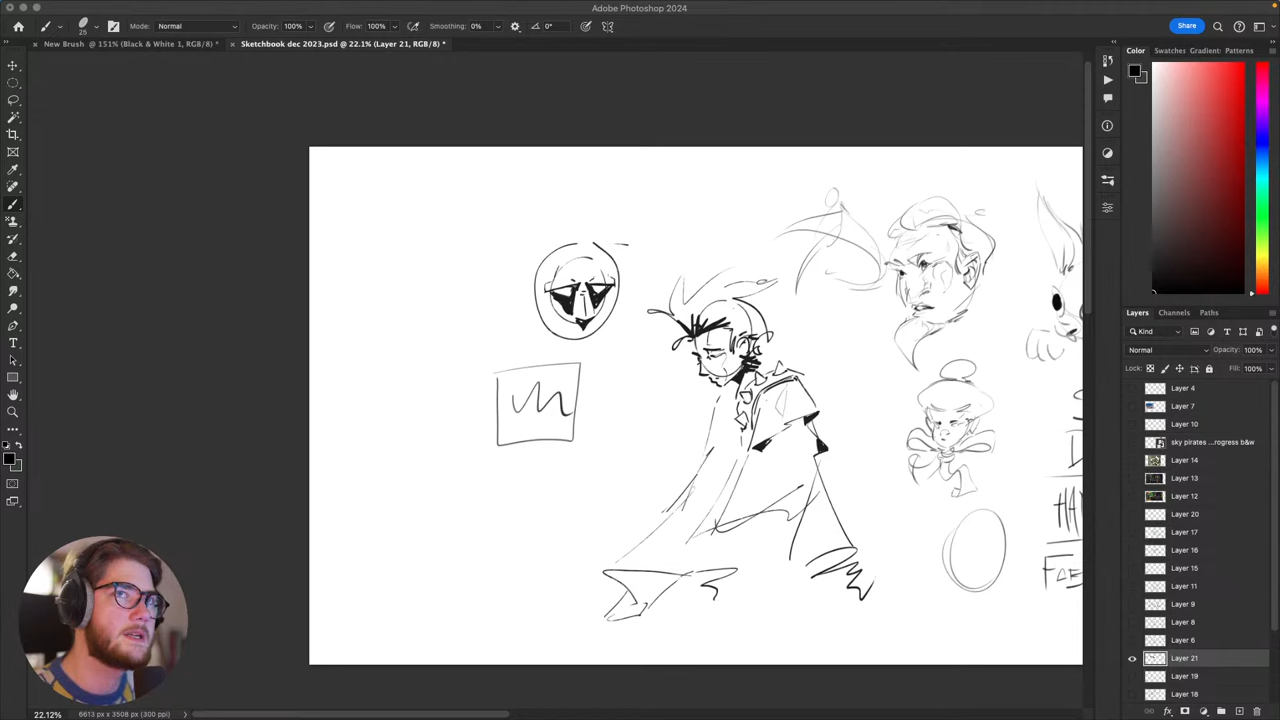 Adobe Photoshop 2024
25
Mode: Normal
Opacity: 100%
Flow: 100%
Smoothing: 0%
0°
Share
New Brush @ 151% (Black & White 1, RGB/8) *
Sketchbook dec 2023.psd @ 22.1% (Layer 21, RGB/8) *
Color
Swatches
Gradient:
Patterns
Layers
Channels
Paths
Kind
Normal
Opacity: 100%
Lock:
Fill: 100%
Layer 4
Layer 7
Layer 10
sky pirates ...rogress b&w
Layer 14
Layer 13
Layer 12
Layer 20
Layer 17
Layer 16
Layer 15
Layer 11
Layer 9
Layer 8
Layer 6
Layer 21
Layer 19
Layer 18
fx
22.12%
6613 px x 3508 px (300 ppi)